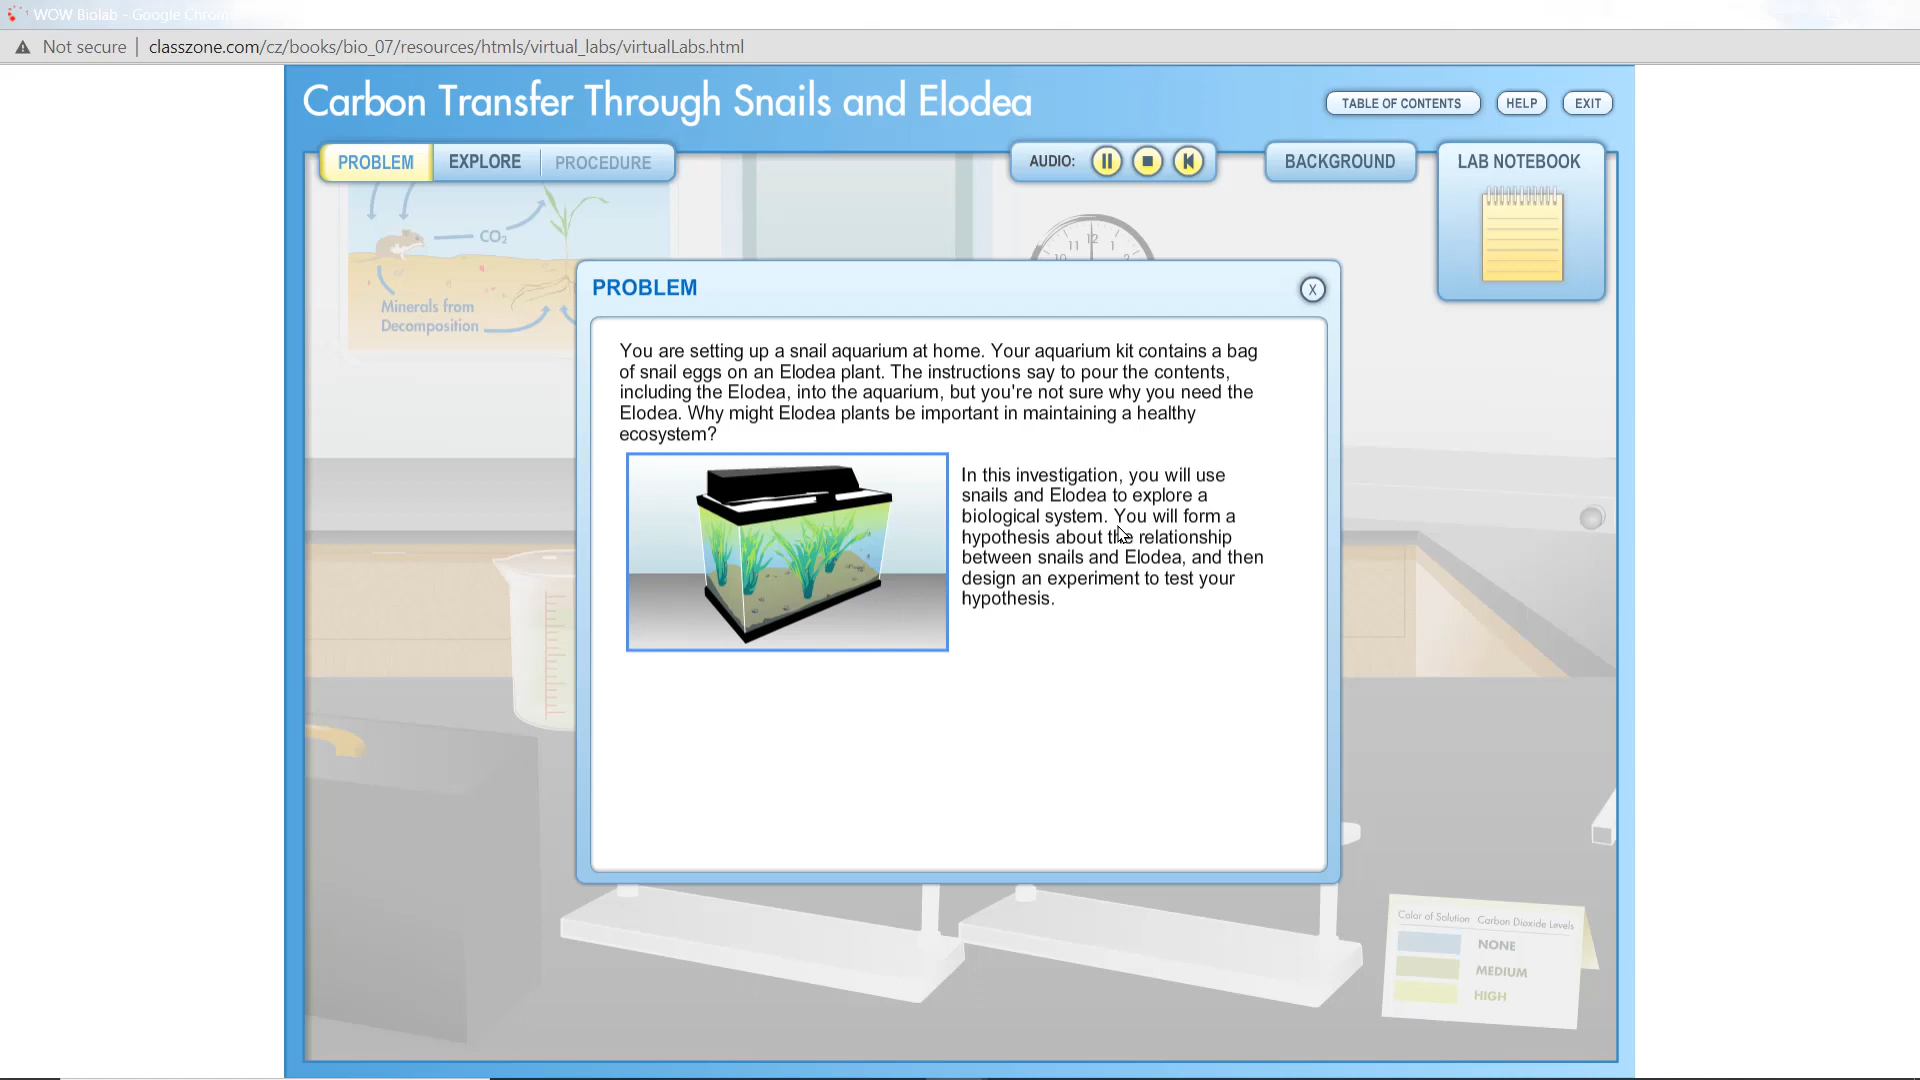 WOW Biolab - Google Chrome
Not secure | classzone.com/cz/books/bio_07/resources/htmls/virtual_labs/virtualLabs.html
Carbon Transfer Through Snails and Elodea
TABLE OF CONTENTS
HELP
EXIT
PROBLEM
EXPLORE
PROCEDURE
AUDIO:
BACKGROUND
LAB NOTEBOOK
CO₂
Minerals from
Decomposition
11 12 1
10 2
PROBLEM
X
You are setting up a snail aquarium at home. Your aquarium kit contains a bag
of snail eggs on an Elodea plant. The instructions say to pour the contents,
including the Elodea, into the aquarium, but you're not sure why you need the
Elodea. Why might Elodea plants be important in maintaining a healthy
ecosystem?
In this investigation, you will use
snails and Elodea to explore a
biological system. You will form a
hypothesis about the relationship
between snails and Elodea, and then
design an experiment to test your
hypothesis.
Color of Solution Carbon Dioxide Levels
NONE
MEDIUM
HIGH